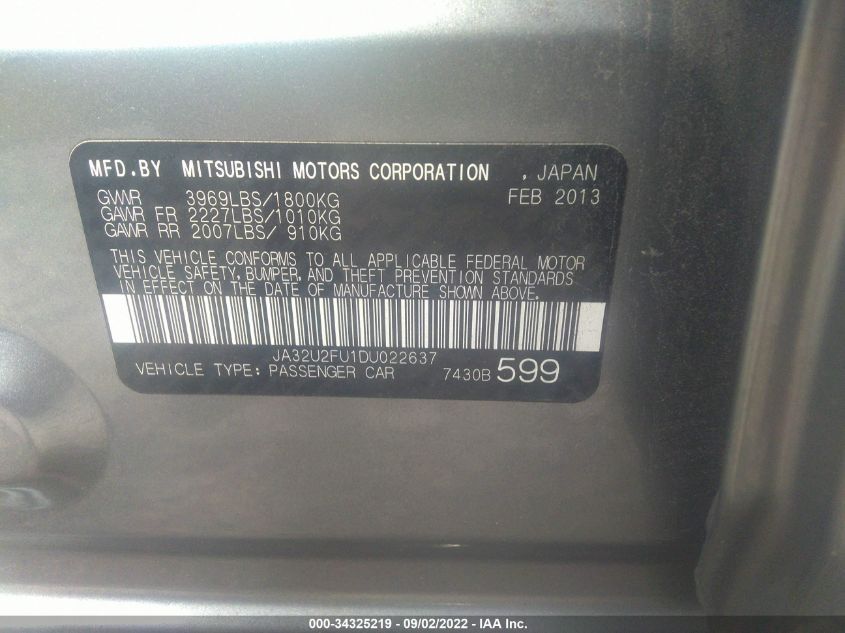 MFD.BY MITSUBISHI MOTORS CORPORATION , JAPAN
GVWR 3969LBS/1800KG FEB 2013
GAWR FR 2227LBS/1010KG
GAWR RR 2007LBS/ 910KG
THIS VEHICLE CONFORMS TO ALL APPLICABLE FEDERAL MOTOR
VEHICLE SAFETY, BUMPER, AND THEFT PREVENTION STANDARDS
IN EFFECT ON THE DATE OF MANUFACTURE SHOWN ABOVE.
JA32U2FU1DU022637
VEHICLE TYPE: PASSENGER CAR 7430B 599
000-34325219 - 09/02/2022 - IAA Inc.